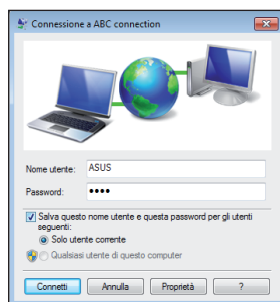 Connessione a ABC connection
Nome utente: ASUS
Password: ••••
Salva questo nome utente e questa password per gli utenti
seguenti:
Solo utente corrente
Qualsiasi utente di questo computer
Connetti Annulla Proprietà ?